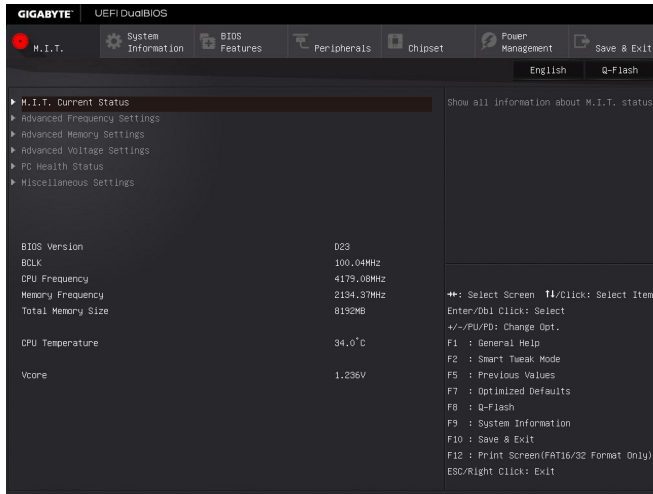 GIGABYTE™ UEFI DualBIOS
M.I.T.
System Information
BIOS Features
Peripherals
Chipset
Power Management
Save & Exit
English
Q-Flash
M.I.T. Current Status
Advanced Frequency Settings
Advanced Memory Settings
Advanced Voltage Settings
PC Health Status
Miscellaneous Settings
BIOS Version D23
BCLK 100.04MHz
CPU Frequency 4179.08MHz
Memory Frequency 2134.37MHz
Total Memory Size 8192MB
CPU Temperature 34.0°C
Vcore 1.236V
Show all information about M.I.T. status
→←: Select Screen ↑↓/Click: Select Item
Enter/Dbl Click: Select
+/-/PU/PD: Change Opt.
F1 : General Help
F2 : Smart Tweak Mode
F5 : Previous Values
F7 : Optimized Defaults
F8 : Q-Flash
F9 : System Information
F10 : Save & Exit
F12 : Print Screen(FAT16/32 Format Only)
ESC/Right Click: Exit